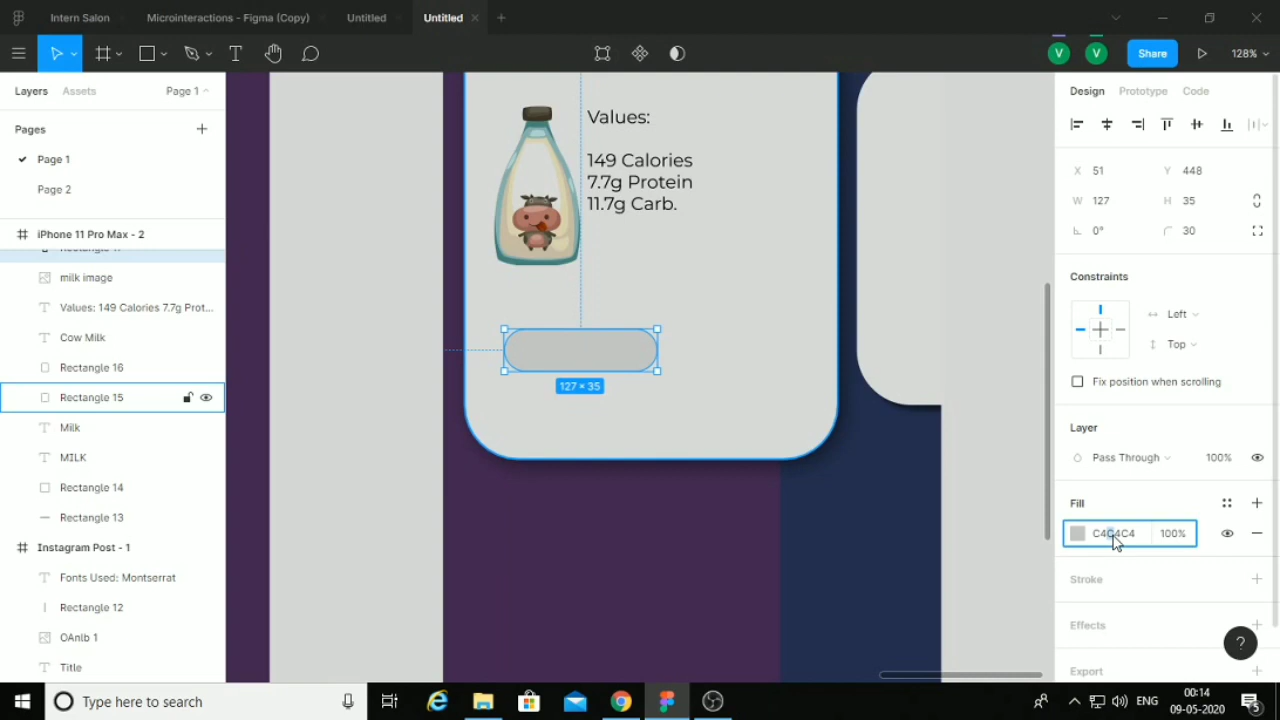 Intern Salon
Microinteractions - Figma (Copy)
Untitled
Untitled
V
V
Share
128%
Layers
Assets
Page 1
Pages
Page 1
Page 2
iPhone 11 Pro Max - 2
milk image
Values: 149 Calories 7.7g Prot...
Cow Milk
Rectangle 16
Rectangle 15
Milk
MILK
Rectangle 14
Rectangle 13
Instagram Post - 1
Fonts Used: Montserrat
Rectangle 12
OAnlb 1
Title
Values:
149 Calories
7.7g Protein
11.7g Carb.
127 × 35
Design
Prototype
Code
X 51
Y 448
W 127
H 35
0°
30
Constraints
Left
Top
Fix position when scrolling
Layer
Pass Through
100%
Fill
C4C4C4
100%
Stroke
Effects
Export
?
Type here to search
ENG
00:14
09-05-2020
5